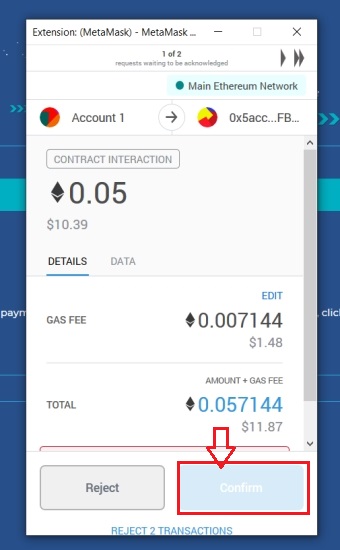 Extension: (MetaMask) - MetaMask ...
1 of 2
requests waiting to be acknowledged
Main Ethereum Network
Account 1
0x5acc...FB...
CONTRACT INTERACTION
0.05
$10.39
DETAILS
DATA
EDIT
GAS FEE
0.007144
$1.48
AMOUNT + GAS FEE
TOTAL
0.057144
$11.87
Reject
Confirm
REJECT 2 TRANSACTIONS
paym
, clic